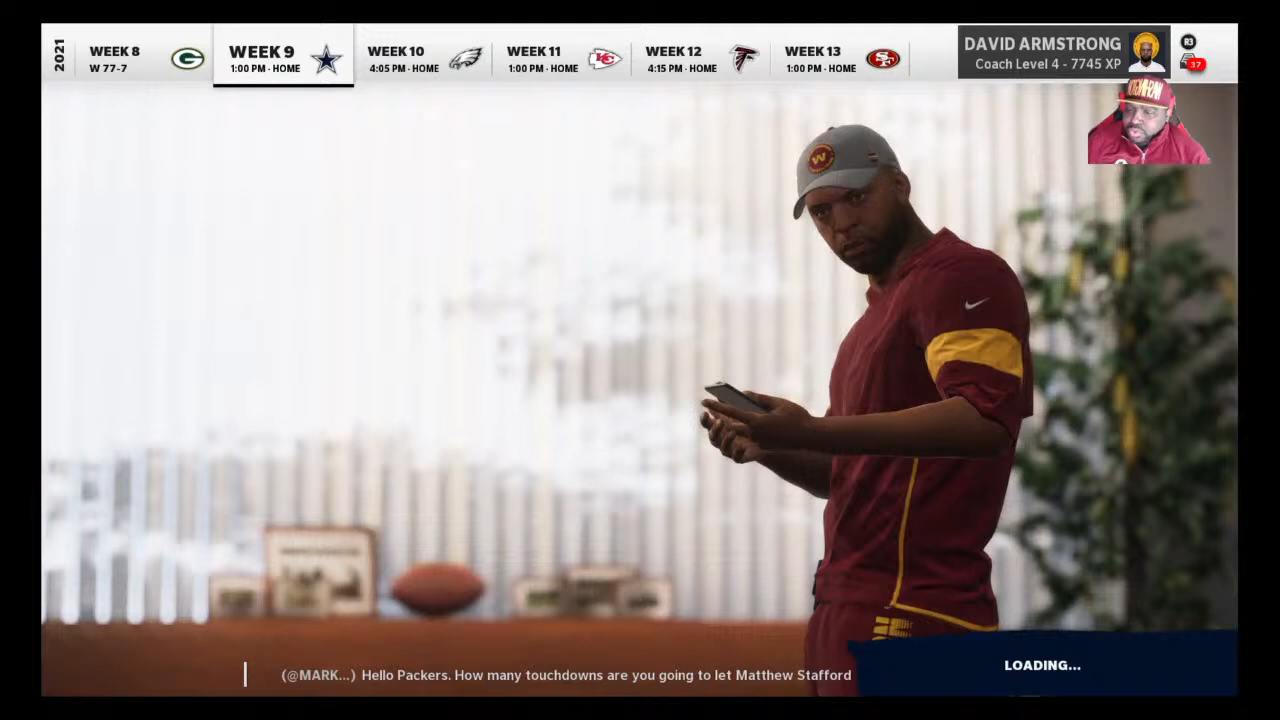 2021
WEEK 8
W 77-7
WEEK 9
1:00 PM - HOME
WEEK 10
4:05 PM - HOME
WEEK 11
1:00 PM - HOME
WEEK 12
4:15 PM - HOME
WEEK 13
1:00 PM - HOME
DAVID ARMSTRONG
Coach Level 4 - 7745 XP
R3
37
W
(@MARK...) Hello Packers. How many touchdowns are you going to let Matthew Stafford
LOADING...